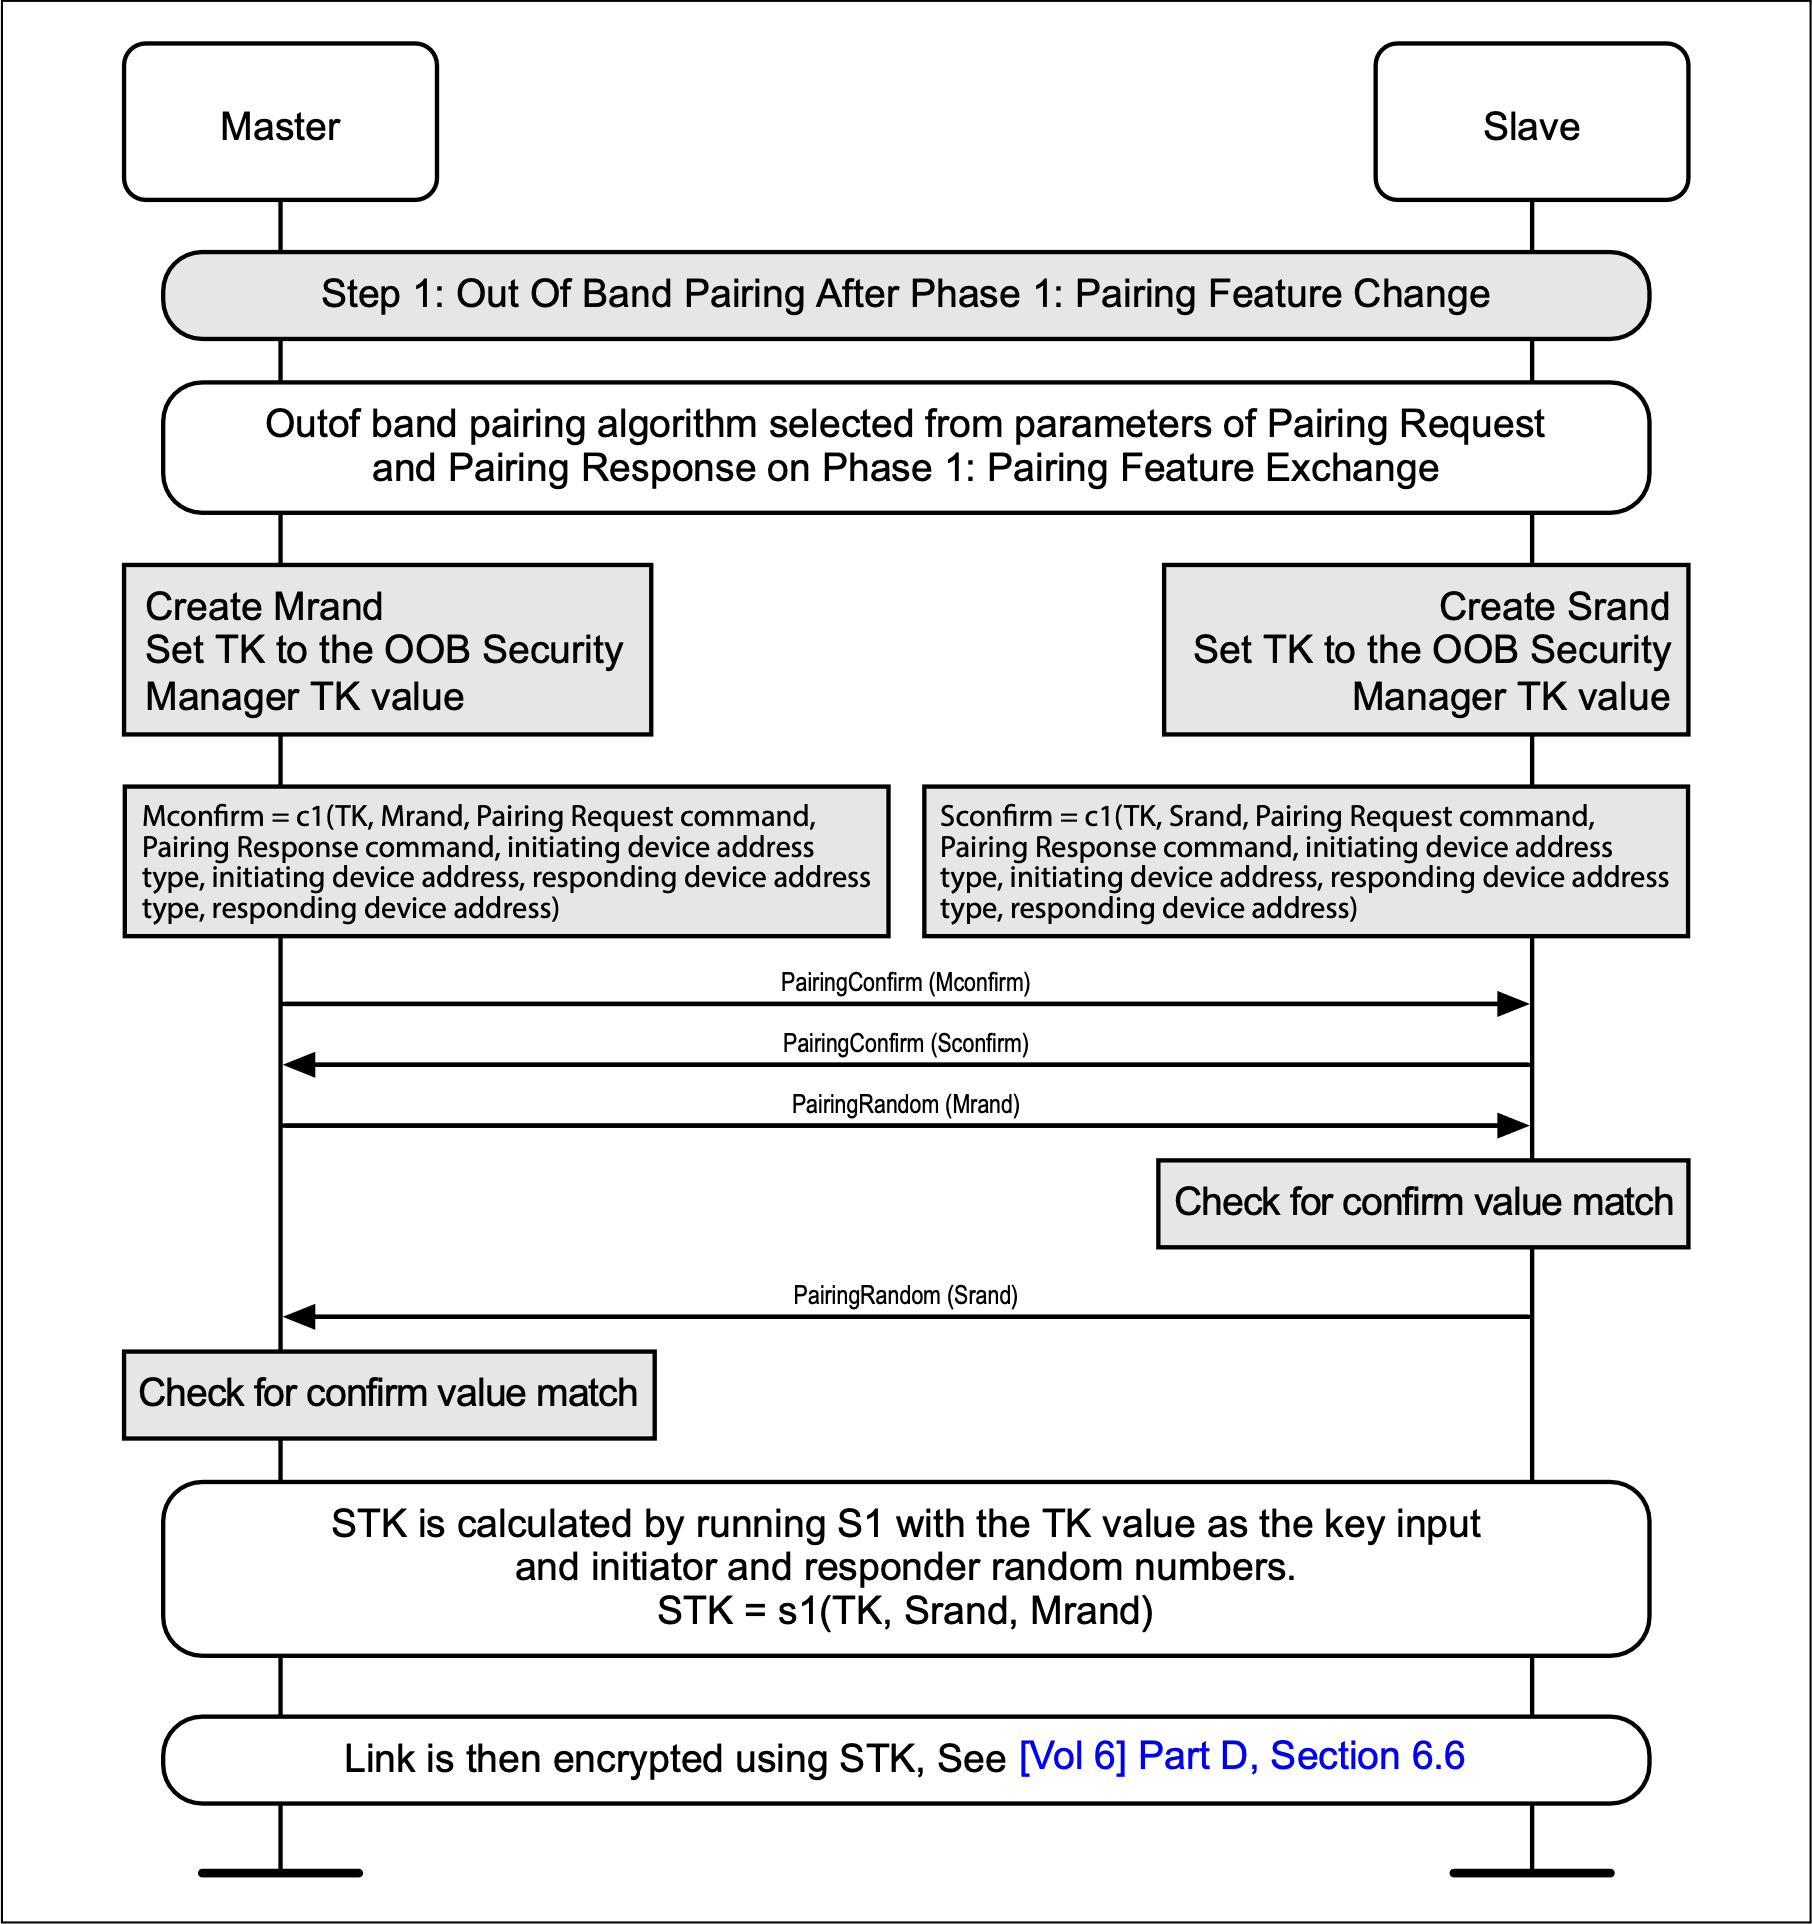 Master
Slave
Step 1: Out Of Band Pairing After Phase 1: Pairing Feature Change
Outof band pairing algorithm selected from parameters of Pairing Request
and Pairing Response on Phase 1: Pairing Feature Exchange
Create Mrand
Set TK to the OOB Security
Manager TK value
Create Srand
Set TK to the OOB Security
Manager TK value
Mconfirm = c1(TK, Mrand, Pairing Request command,
Pairing Response command, initiating device address
type, initiating device address, responding device address
type, responding device address)
Sconfirm = c1(TK, Srand, Pairing Request command,
Pairing Response command, initiating device address
type, initiating device address, responding device address
type, responding device address)
PairingConfirm (Mconfirm)
PairingConfirm (Sconfirm)
PairingRandom (Mrand)
Check for confirm value match
PairingRandom (Srand)
Check for confirm value match
STK is calculated by running S1 with the TK value as the key input
and initiator and responder random numbers.
STK = s1(TK, Srand, Mrand)
Link is then encrypted using STK, See [Vol 6] Part D, Section 6.6